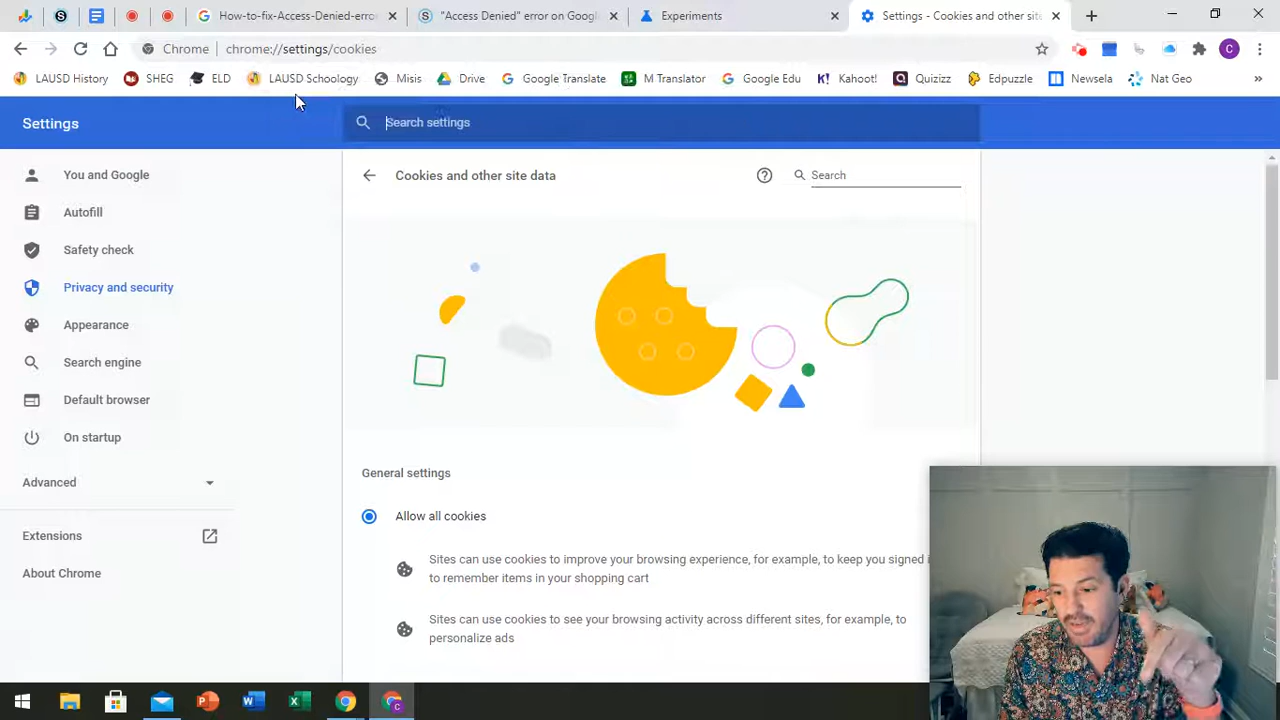 How-to-fix-Access-Denied-error
"Access Denied" error on Google
Experiments
Settings - Cookies and other site
Chrome
chrome://settings/cookies
C
LAUSD History
SHEG
ELD
LAUSD Schoology
Misis
Drive
Google Translate
M Translator
Google Edu
K!
Kahoot!
Quizizz
Edpuzzle
Newsela
Nat Geo
Settings
Search settings
You and Google
Autofill
Safety check
Privacy and security
Appearance
Search engine
Default browser
On startup
Advanced
Extensions
About Chrome
Cookies and other site data
Search
General settings
Allow all cookies
Sites can use cookies to improve your browsing experience, for example, to keep you signed i
to remember items in your shopping cart
Sites can use cookies to see your browsing activity across different sites, for example, to
personalize ads